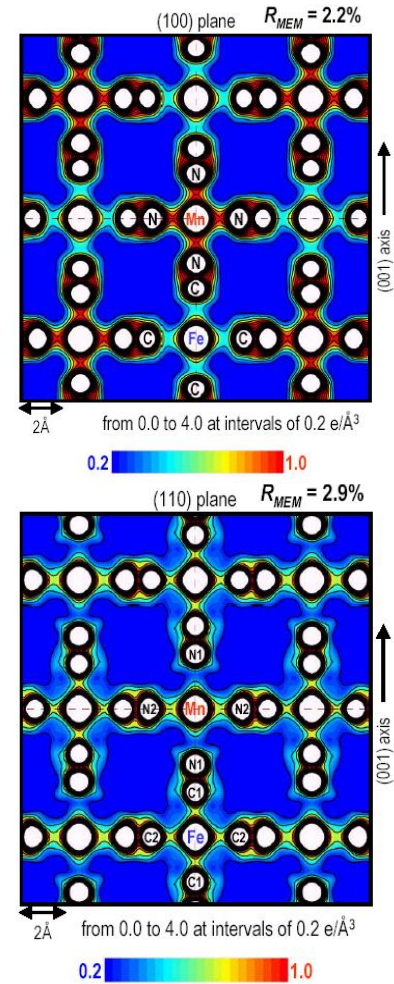 (100) plane R_MEM = 2.2%
N
N Mn N
N
C
C Fe C
C
(001) axis
2Å from 0.0 to 4.0 at intervals of 0.2 e/Å³
0.2 1.0
(110) plane R_MEM = 2.9%
N1
N2 Mn N2
N1
C1
C2 Fe C2
C1
(001) axis
2Å from 0.0 to 4.0 at intervals of 0.2 e/Å³
0.2 1.0